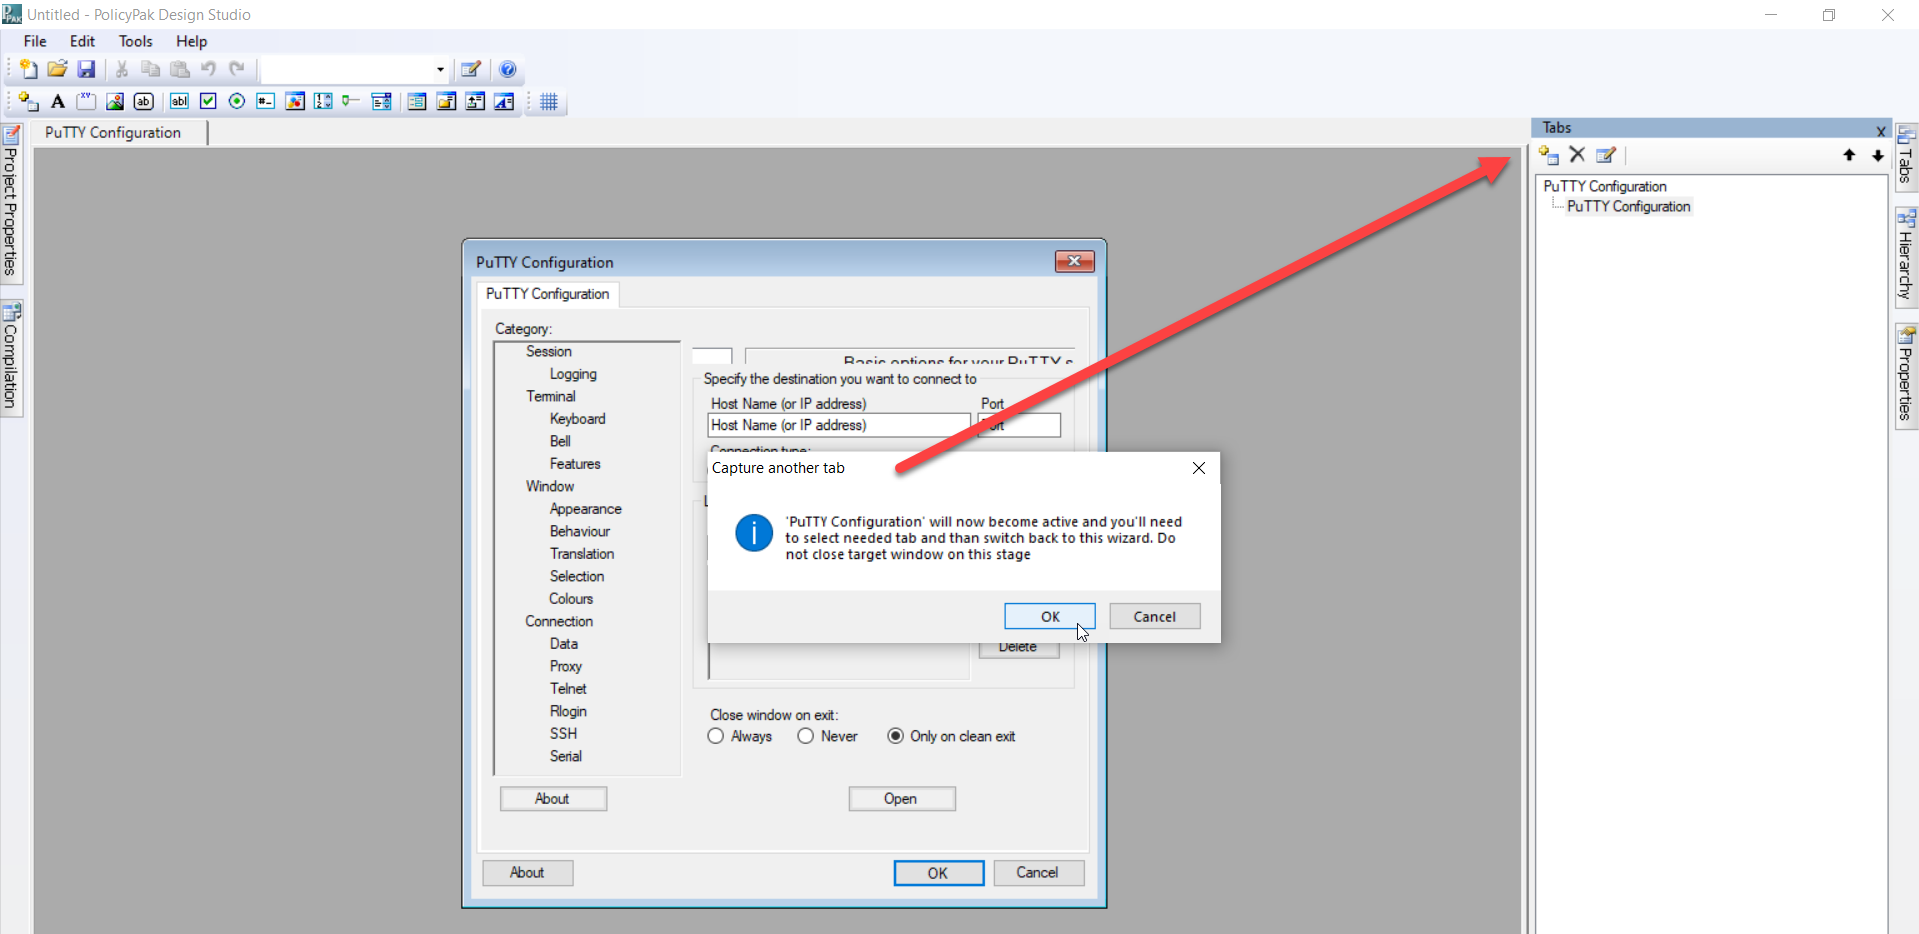 Untitled - PolicyPak Design Studio
File Edit Tools Help
PuTTY Configuration
Project Properties
Compilation
Tabs
PuTTY Configuration
PuTTY Configuration
Tabs
Hierarchy
Properties
PuTTY Configuration
PuTTY Configuration
Category:
Session
Logging
Terminal
Keyboard
Bell
Features
Window
Appearance
Behaviour
Translation
Selection
Colours
Connection
Data
Proxy
Telnet
Rlogin
SSH
Serial
Basic options for your PuTTY s
Specify the destination you want to connect to
Host Name (or IP address) Port
Host Name (or IP address)
Connection type:
Capture another tab
'PuTTY Configuration' will now become active and you'll need
to select needed tab and than switch back to this wizard. Do
not close target window on this stage
OK Cancel
Delete
Close window on exit:
Always Never Only on clean exit
About Open
About OK Cancel